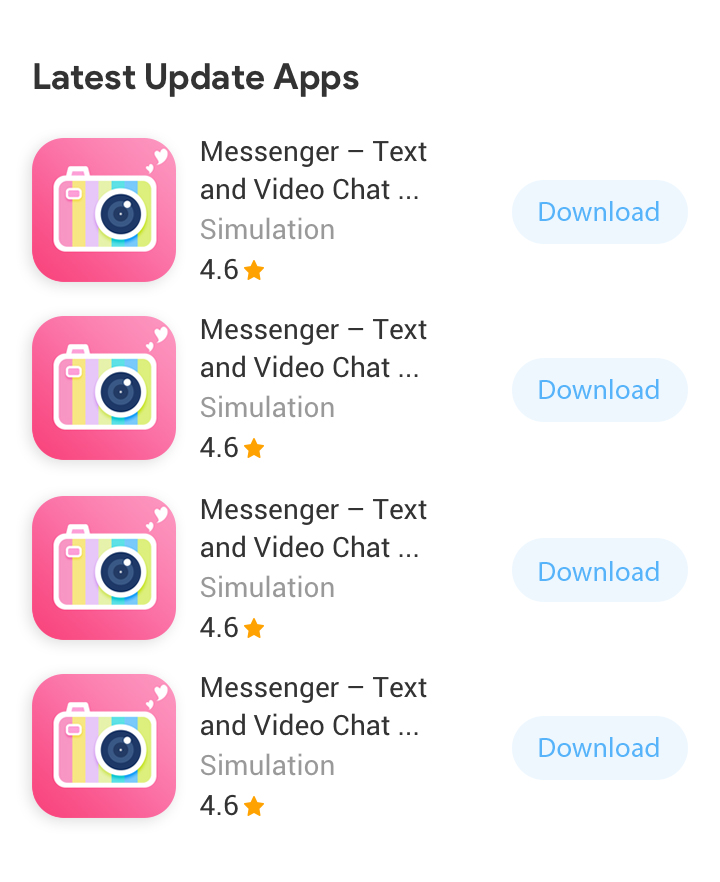 Latest Update Apps
Messenger – Text
and Video Chat ...
Simulation
4.6
Download
Messenger – Text
and Video Chat ...
Simulation
4.6
Download
Messenger – Text
and Video Chat ...
Simulation
4.6
Download
Messenger – Text
and Video Chat ...
Simulation
4.6
Download